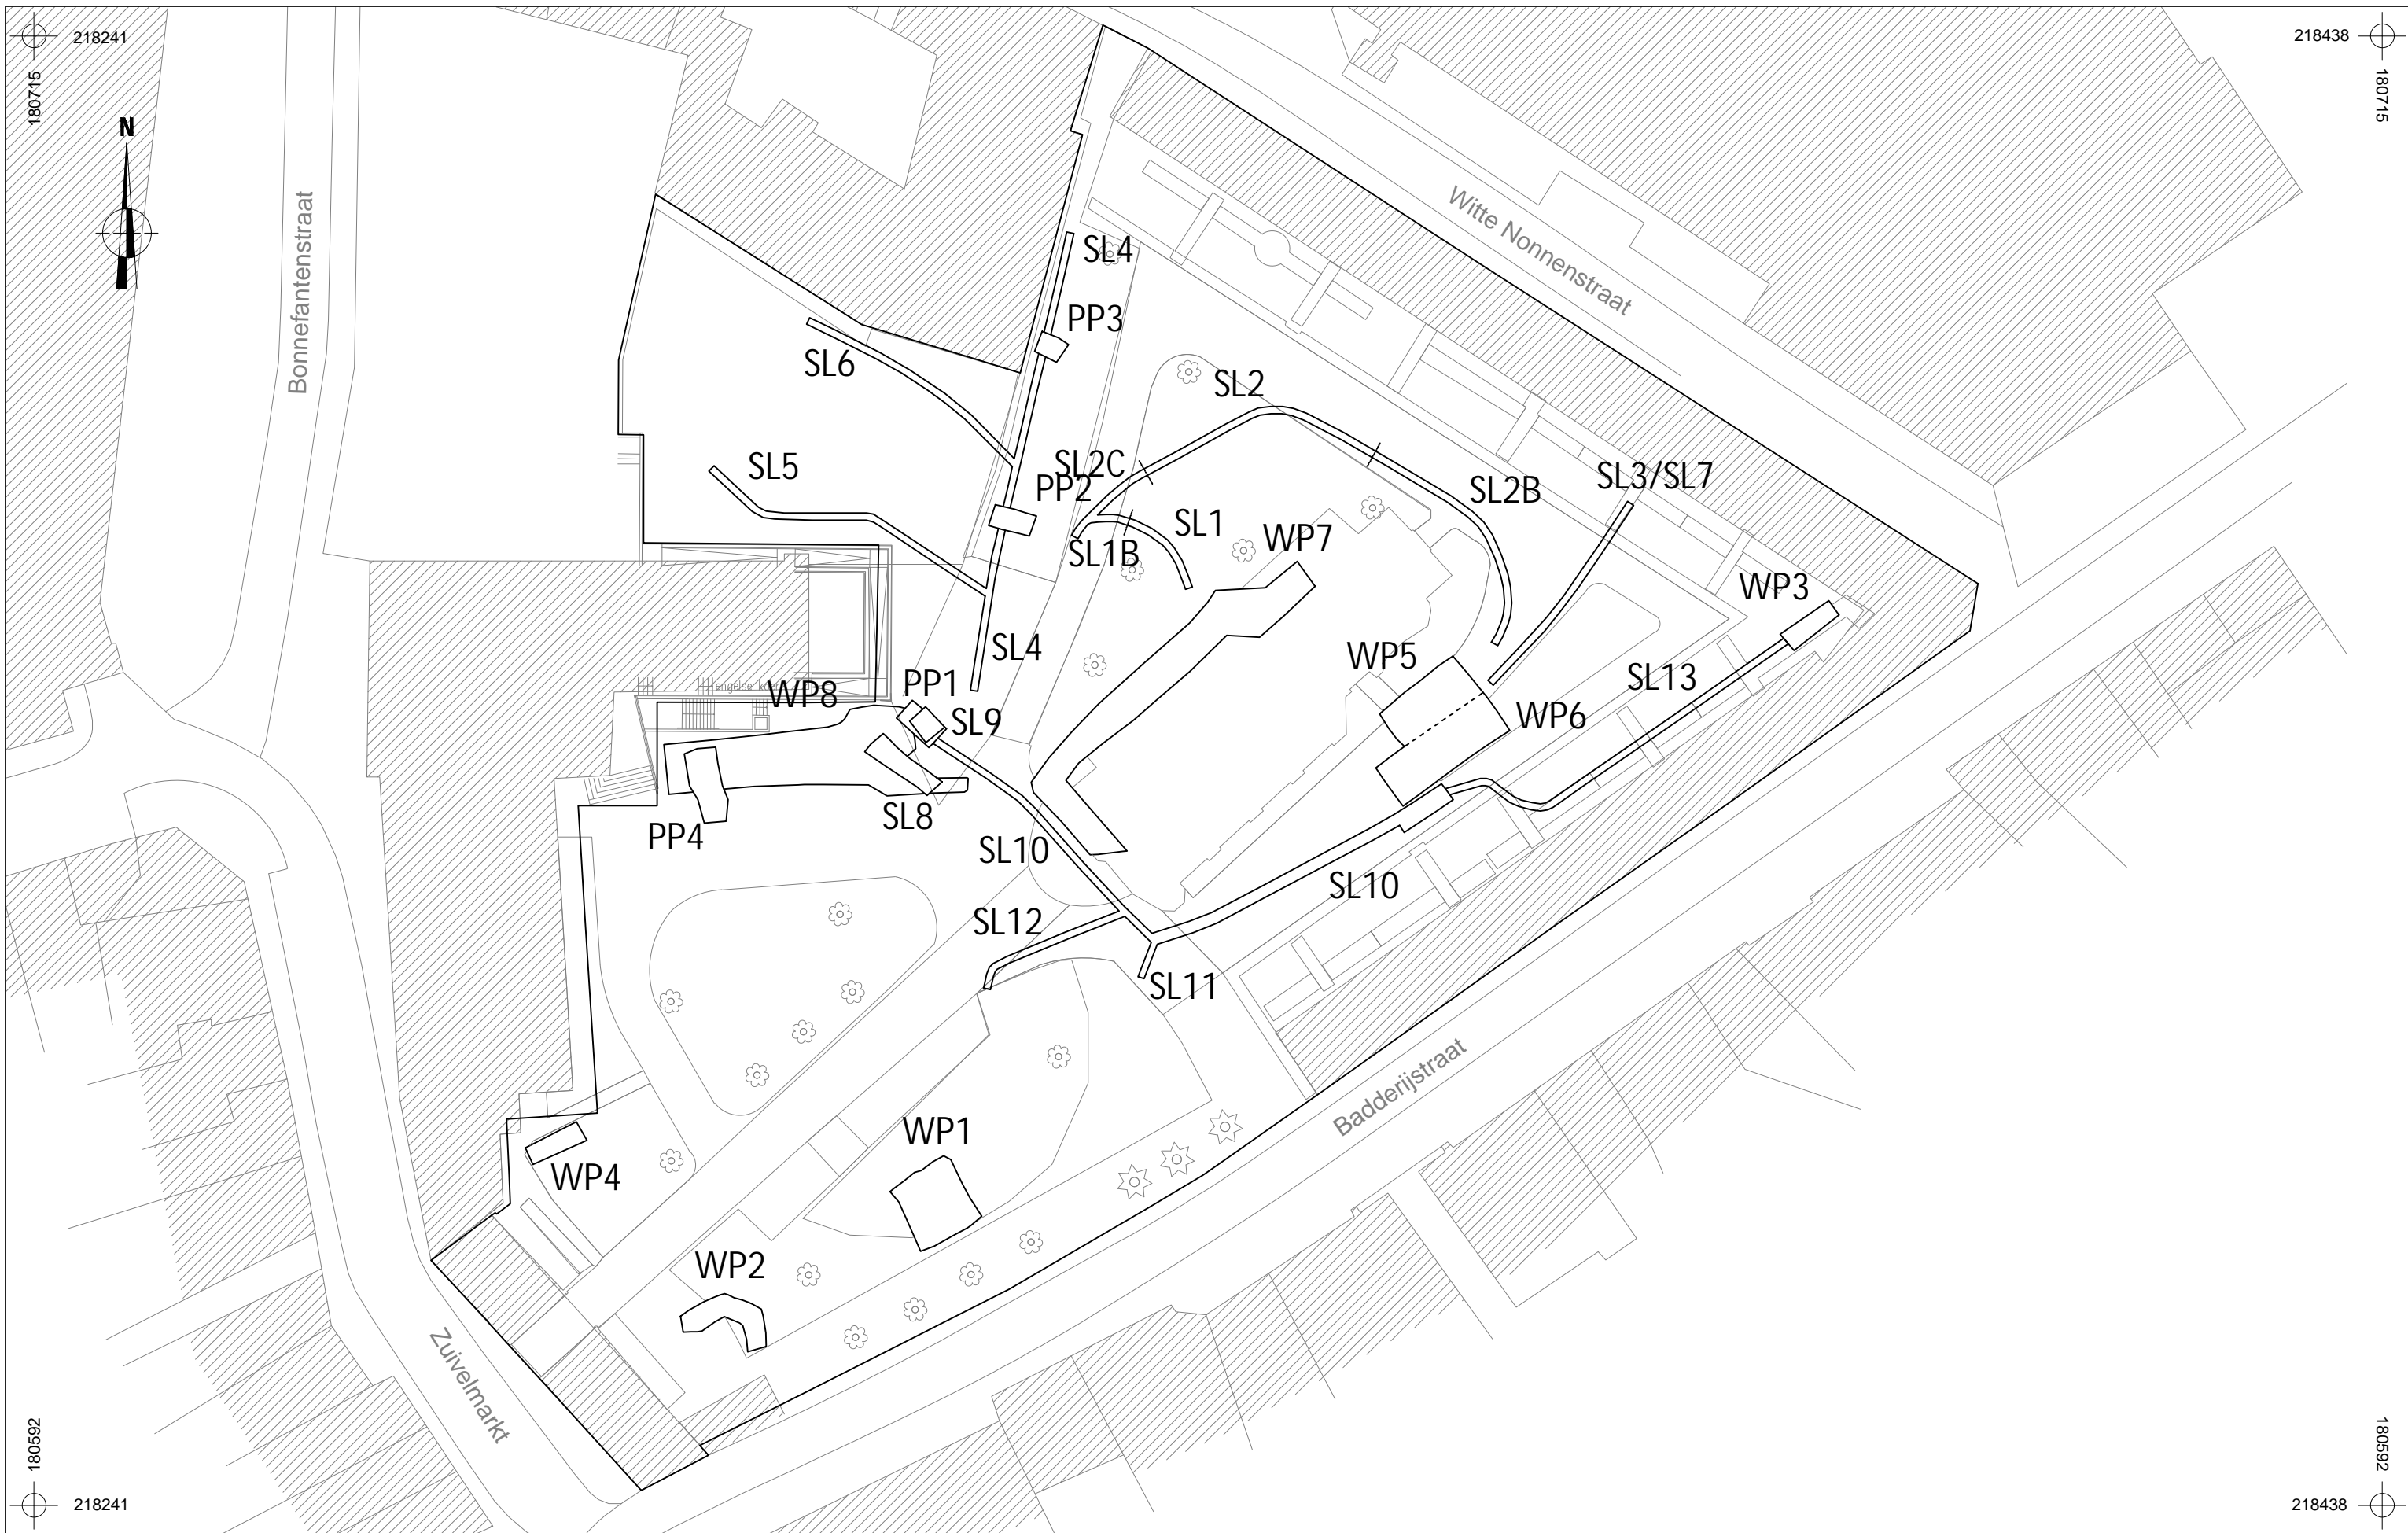 218241
218438
180715
180715
N
Bonnefantenstraat
Witte Nonnenstraat
SL4
PP3
SL6
SL2
SL5
SL2C
PP2
SL2B
SL3/SL7
SL1
SL1B
WP7
WP3
SL4
WP5
SL13
PP1
WP8
SL9
WP6
SL8
PP4
SL10
SL10
SL12
SL11
Badderijstraat
WP1
WP4
WP2
Zuivelmarkt
180592
180592
218241
218438